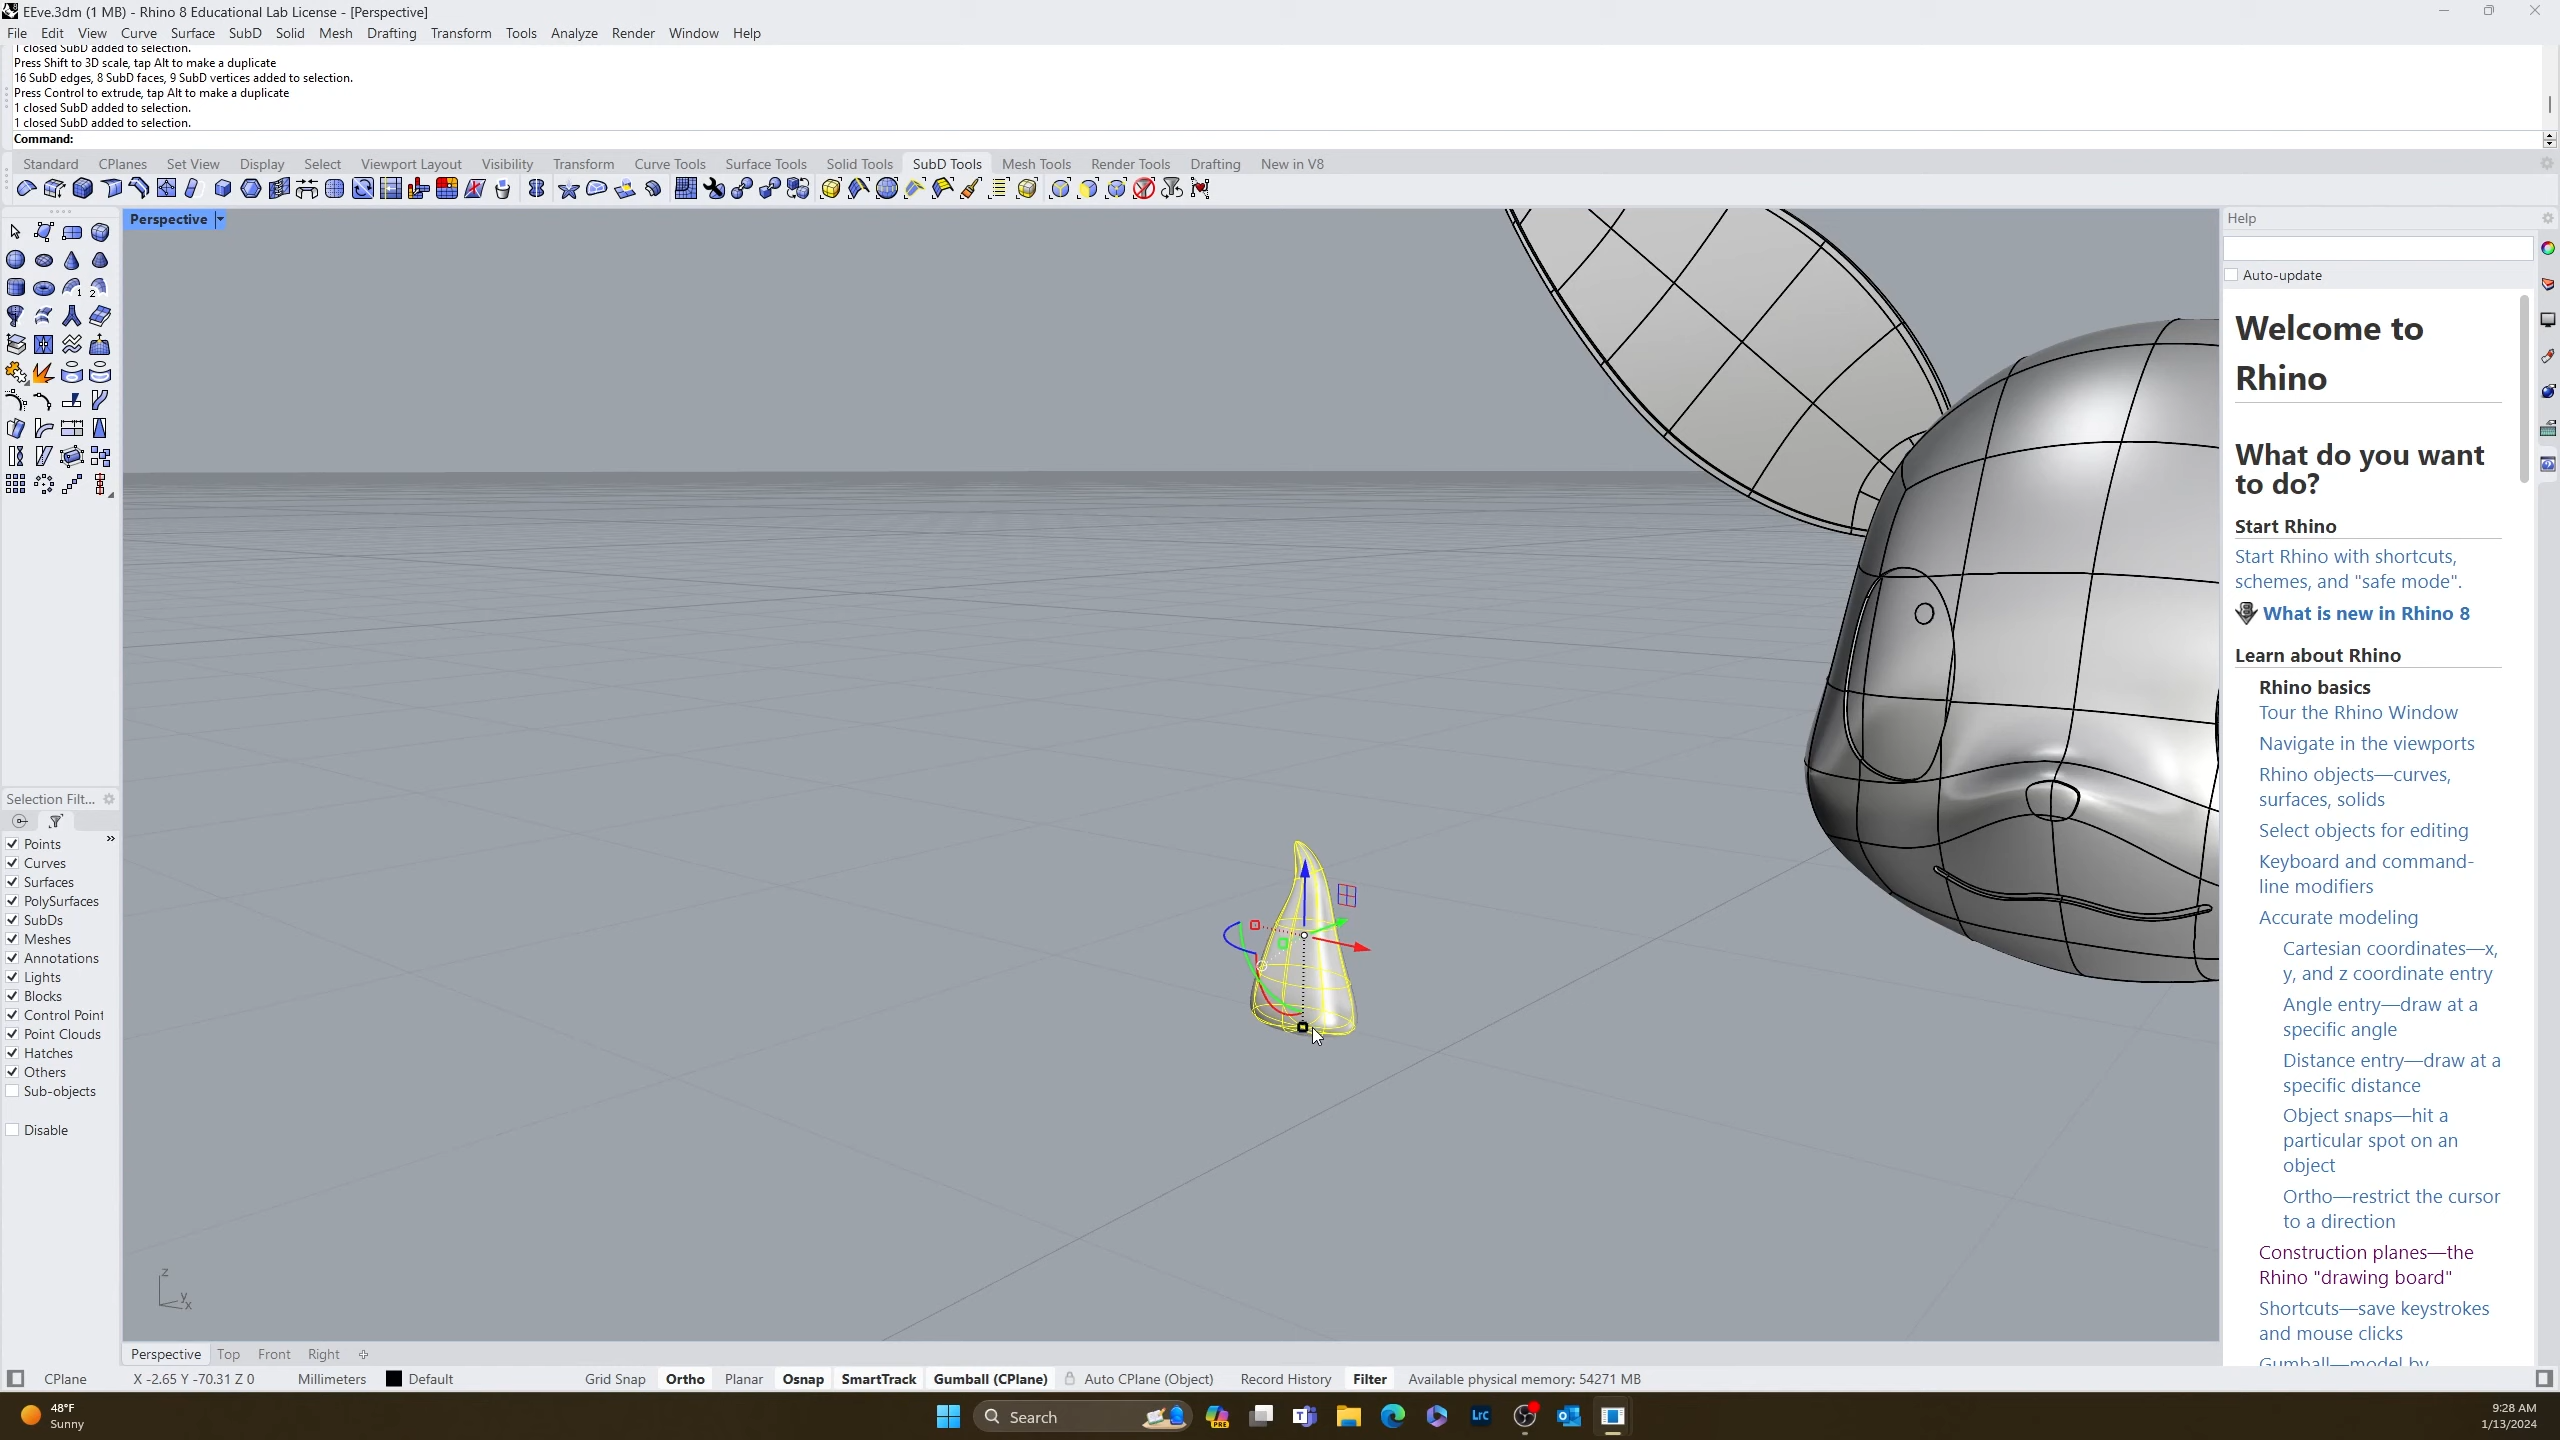 EEve.3dm (1 MB) - Rhino 8 Educational Lab License - [Perspective]
File Edit View Curve Surface SubD Solid Mesh Drafting Transform Tools Analyze Render Window Help
1 closed SubD added to selection.
Press Shift to 3D scale, tap Alt to make a duplicate
16 SubD edges, 8 SubD faces, 9 SubD vertices added to selection.
Press Control to extrude, tap Alt to make a duplicate
1 closed SubD added to selection.
1 closed SubD added to selection.
Command:
Standard CPlanes Set View Display Select Viewport Layout Visibility Transform Curve Tools Surface Tools Solid Tools SubD Tools Mesh Tools Render Tools Drafting New in V8
Perspective
Selection Filt...
Points
Curves
Surfaces
PolySurfaces
SubDs
Meshes
Annotations
Lights
Blocks
Control Point
Point Clouds
Hatches
Others
Sub-objects
Disable
z
y
x
Help
Auto-update
Welcome to
Rhino
What do you want
to do?
Start Rhino
Start Rhino with shortcuts,
schemes, and "safe mode".
What is new in Rhino 8
Learn about Rhino
Rhino basics
Tour the Rhino Window
Navigate in the viewports
Rhino objects—curves,
surfaces, solids
Select objects for editing
Keyboard and command-
line modifiers
Accurate modeling
Cartesian coordinates—x,
y, and z coordinate entry
Angle entry—draw at a
specific angle
Distance entry—draw at a
specific distance
Object snaps—hit a
particular spot on an
object
Ortho—restrict the cursor
to a direction
Construction planes—the
Rhino "drawing board"
Shortcuts—save keystrokes
and mouse clicks
Gumball—model by
Perspective Top Front Right
CPlane X -2.65 Y -70.31 Z 0 Millimeters Default Grid Snap Ortho Planar Osnap SmartTrack Gumball (CPlane) Auto CPlane (Object) Record History Filter Available physical memory: 54271 MB
48°F
Sunny
Search
PRE
Lrc
9:28 AM
1/13/2024